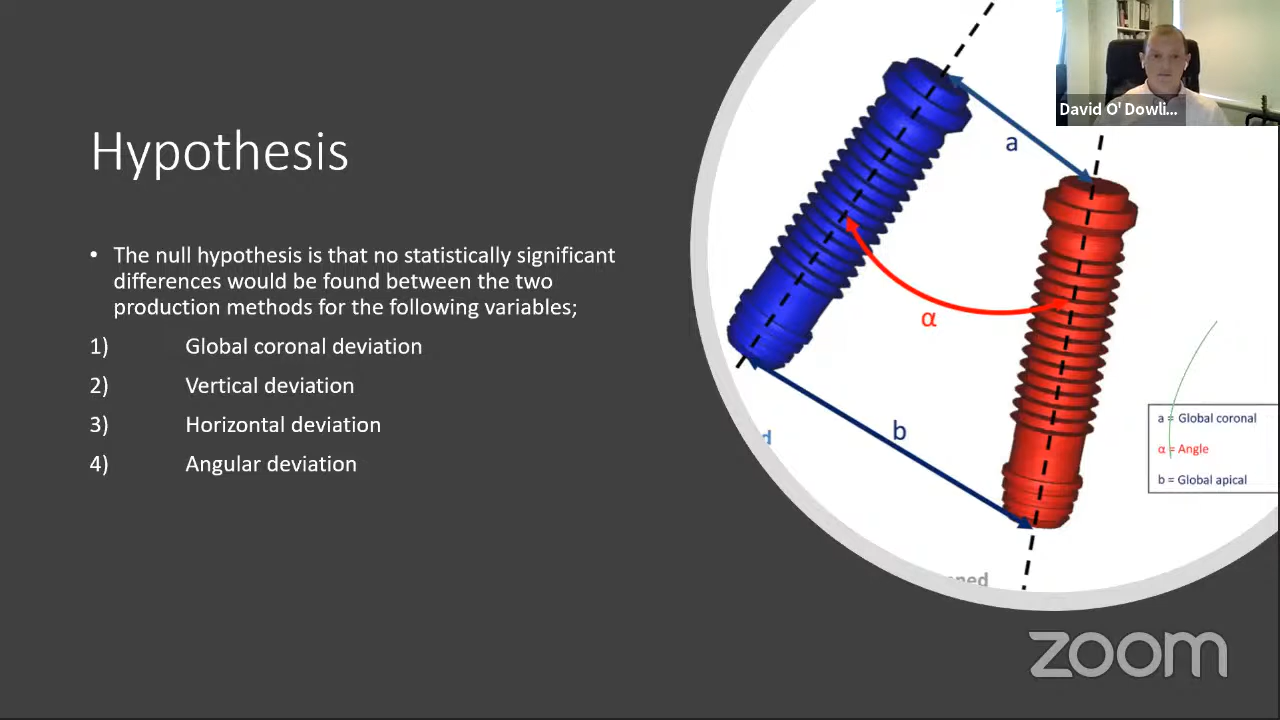 Hypothesis
• The null hypothesis is that no statistically significant
differences would be found between the two
production methods for the following variables;
1) Global coronal deviation
2) Vertical deviation
3) Horizontal deviation
4) Angular deviation
David O' Dowli...
a
α
b
a = Global coronal
α = Angle
b = Global apical
zoom